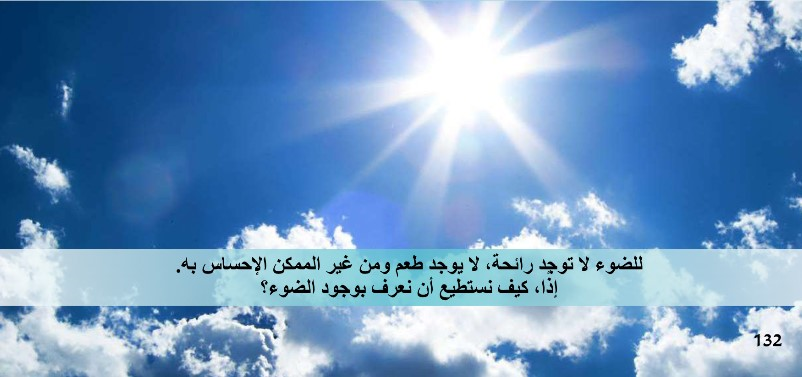 للضوء لا توجد رائحة، لا يوجد طعم ومن غير الممكن الإحساس به.
إذًا، كيف نستطيع أن نعرف بوجود الضوء؟
132